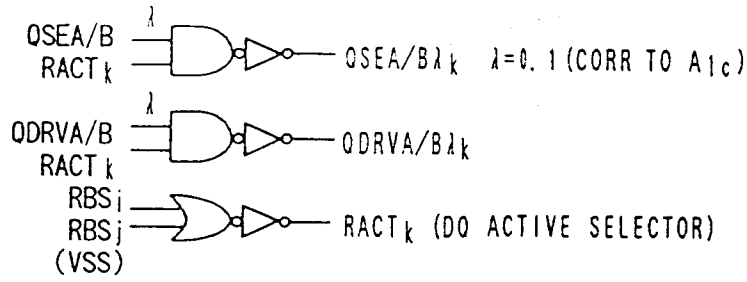 λ
QSEA/B
RACTk
QSEA/Bλk λ=0.1(CORR TO A1c)
λ
QDRVA/B
RACTk
QDRVA/Bλk
RBSi
RBSj
(VSS)
RACTk (DQ ACTIVE SELECTOR)